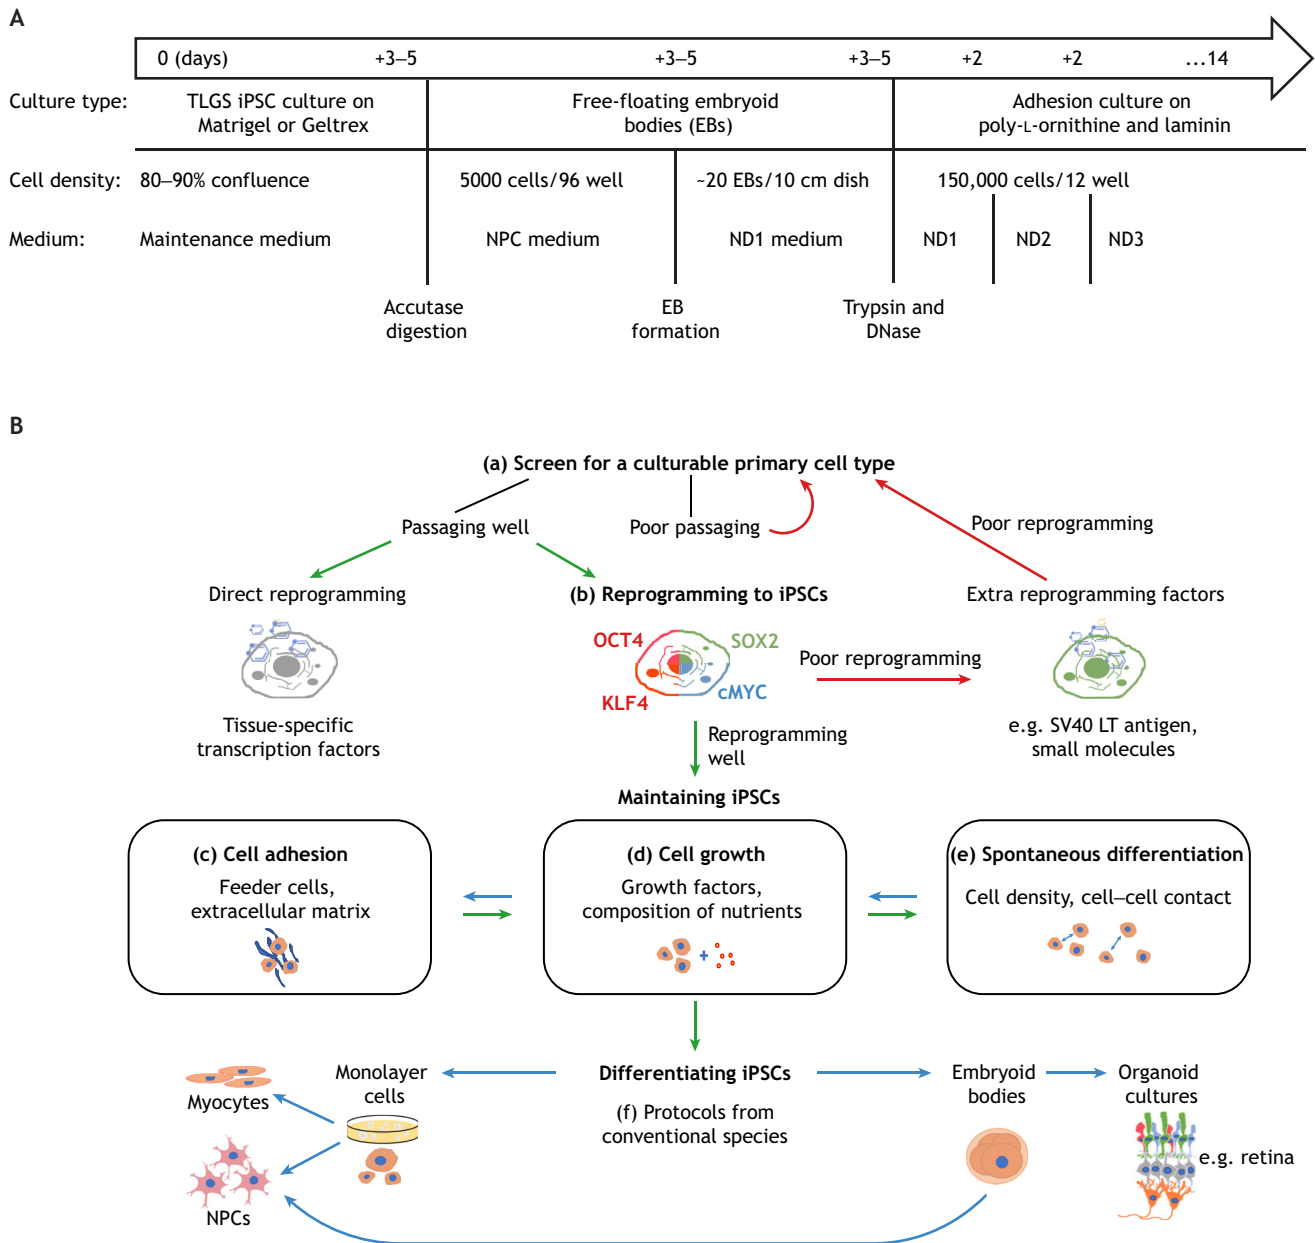 A
0 (days) +3–5 +3–5 +3–5 +2 +2 ...14
Culture type: TLGS iPSC culture on Free-floating embryoid Adhesion culture on
Matrigel or Geltrex bodies (EBs) poly-L-ornithine and laminin
Cell density: 80–90% confluence 5000 cells/96 well ~20 EBs/10 cm dish 150,000 cells/12 well
Medium: Maintenance medium NPC medium ND1 medium ND1 ND2 ND3
Accutase EB Trypsin and
digestion formation DNase
B
(a) Screen for a culturable primary cell type
Passaging well Poor passaging Poor reprogramming
Direct reprogramming (b) Reprogramming to iPSCs Extra reprogramming factors
OCT4 SOX2
Poor reprogramming
KLF4 cMYC
Tissue-specific e.g. SV40 LT antigen,
transcription factors small molecules
Reprogramming
well
Maintaining iPSCs
(c) Cell adhesion (d) Cell growth (e) Spontaneous differentiation
Feeder cells, Growth factors, Cell density, cell–cell contact
extracellular matrix composition of nutrients
+
Monolayer Differentiating iPSCs Embryoid Organoid
cells bodies cultures
Myocytes (f) Protocols from
conventional species
e.g. retina
NPCs